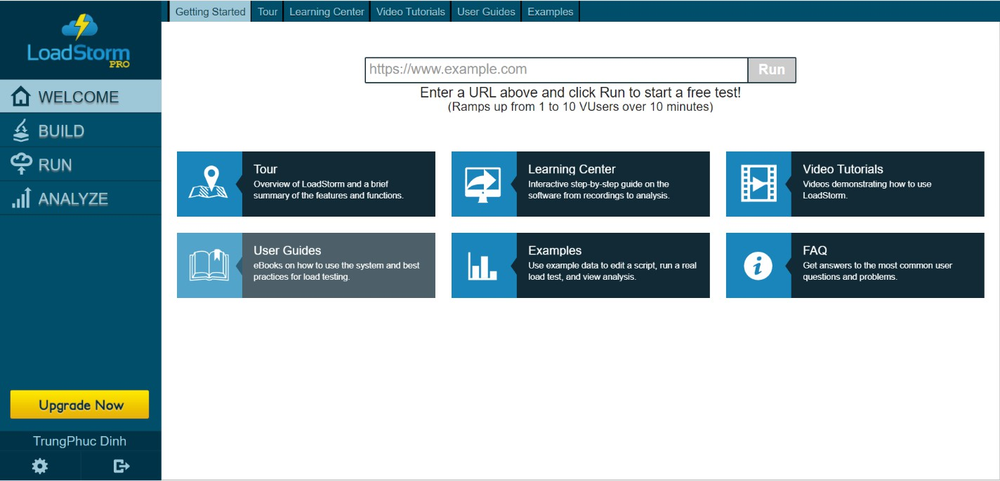 Getting Started
Tour
Learning Center
Video Tutorials
User Guides
Examples
LoadStorm
PRO
WELCOME
BUILD
RUN
ANALYZE
Upgrade Now
TrungPhuc Dinh
https://www.example.com
Run
Enter a URL above and click Run to start a free test!
(Ramps up from 1 to 10 VUsers over 10 minutes)
Tour
Overview of LoadStorm and a brief
summary of the features and functions.
Learning Center
Interactive step-by-step guide on the
software from recordings to analysis.
Video Tutorials
Videos demonstrating how to use
LoadStorm.
User Guides
eBooks on how to use the system and best
practices for load testing.
Examples
Use example data to edit a script, run a real
load test, and view analysis.
FAQ
Get answers to the most common user
questions and problems.